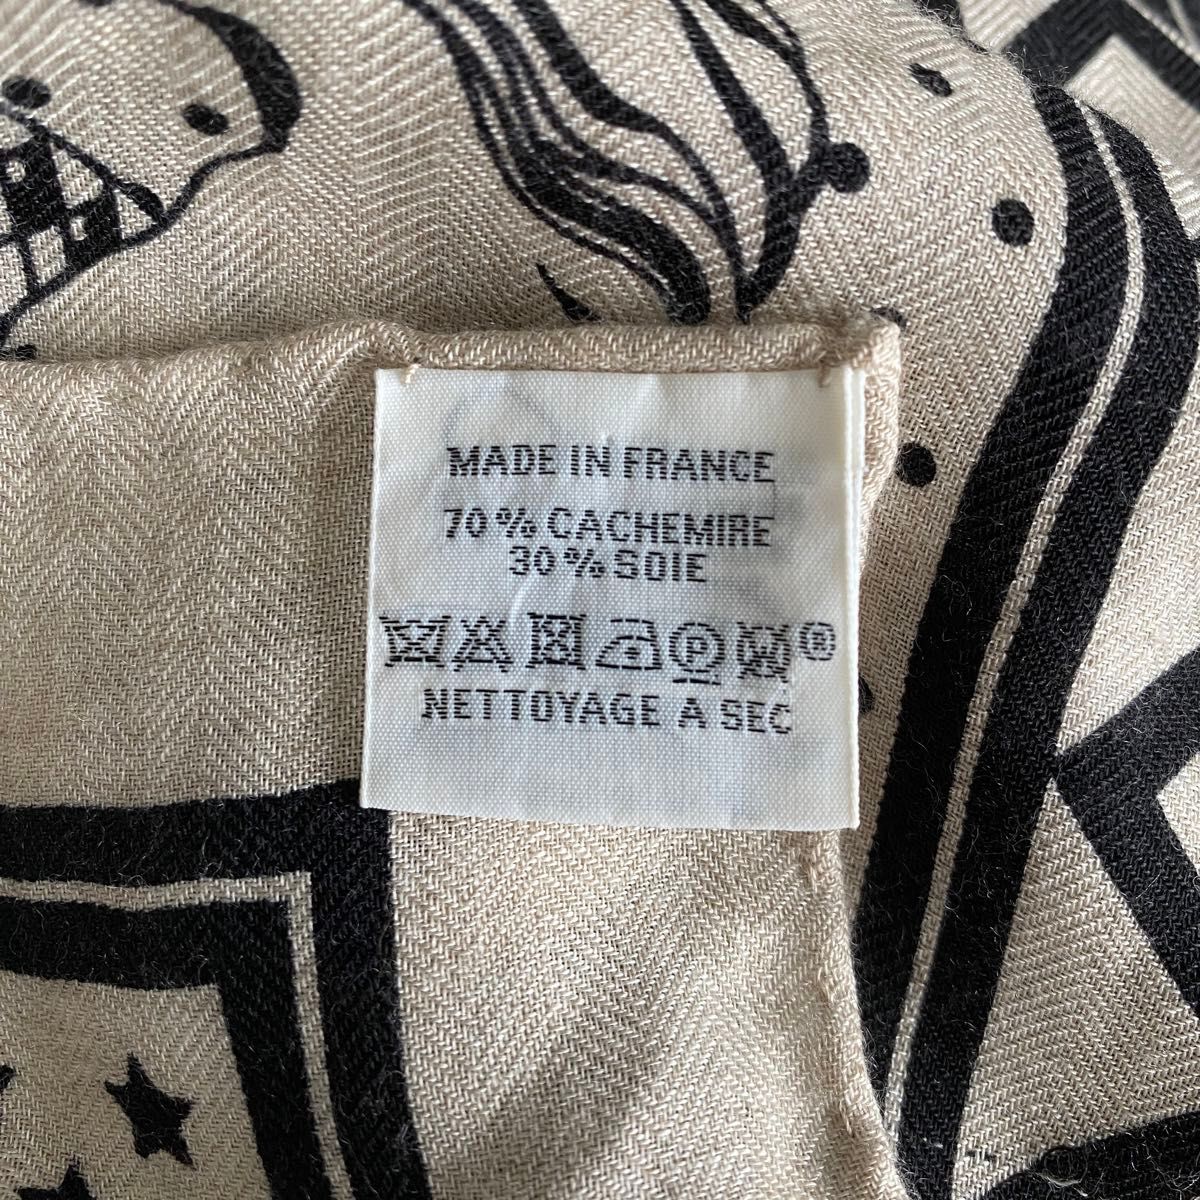 MADE IN FRANCE
70 % CACHEMIRE
30 % SOIE
P ®
NETTOYAGE A SEC